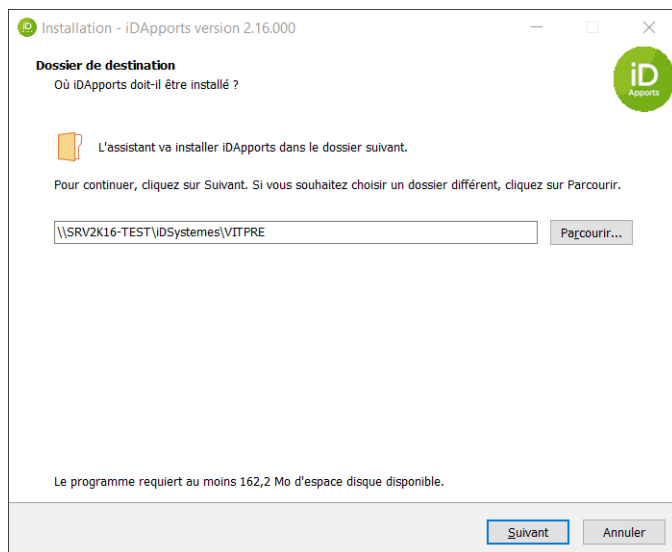 iD Installation - iDApports version 2.16.000
Dossier de destination
Où iDApports doit-il être installé ?
iD
Apports
L'assistant va installer iDApports dans le dossier suivant.
Pour continuer, cliquez sur Suivant. Si vous souhaitez choisir un dossier différent, cliquez sur Parcourir.
\\SRV2K16-TEST\iDSystemes\VITPRE
Parcourir...
Le programme requiert au moins 162,2 Mo d'espace disque disponible.
Suivant
Annuler